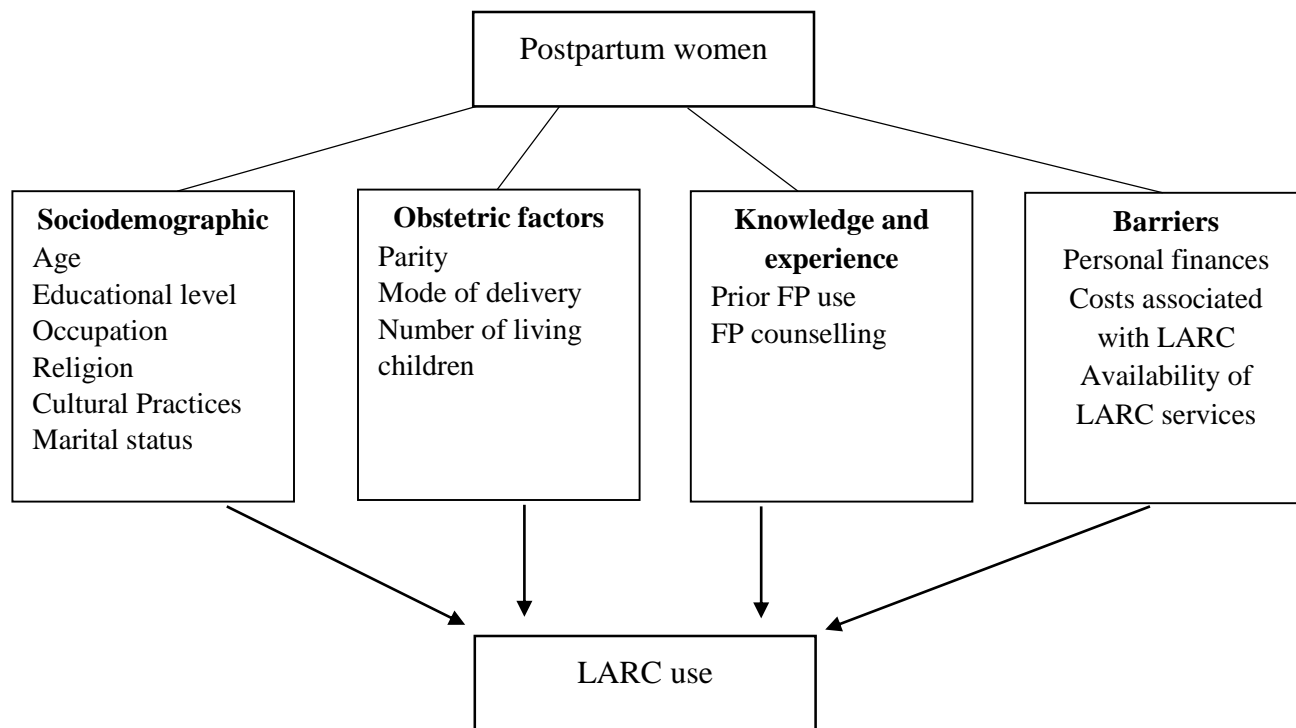 Postpartum women
Sociodemographic
Age
Educational level
Occupation
Religion
Cultural Practices
Marital status
Obstetric factors
Parity
Mode of delivery
Number of living
children
Knowledge and
experience
Prior FP use
FP counselling
Barriers
Personal finances
Costs associated
with LARC
Availability of
LARC services
LARC use